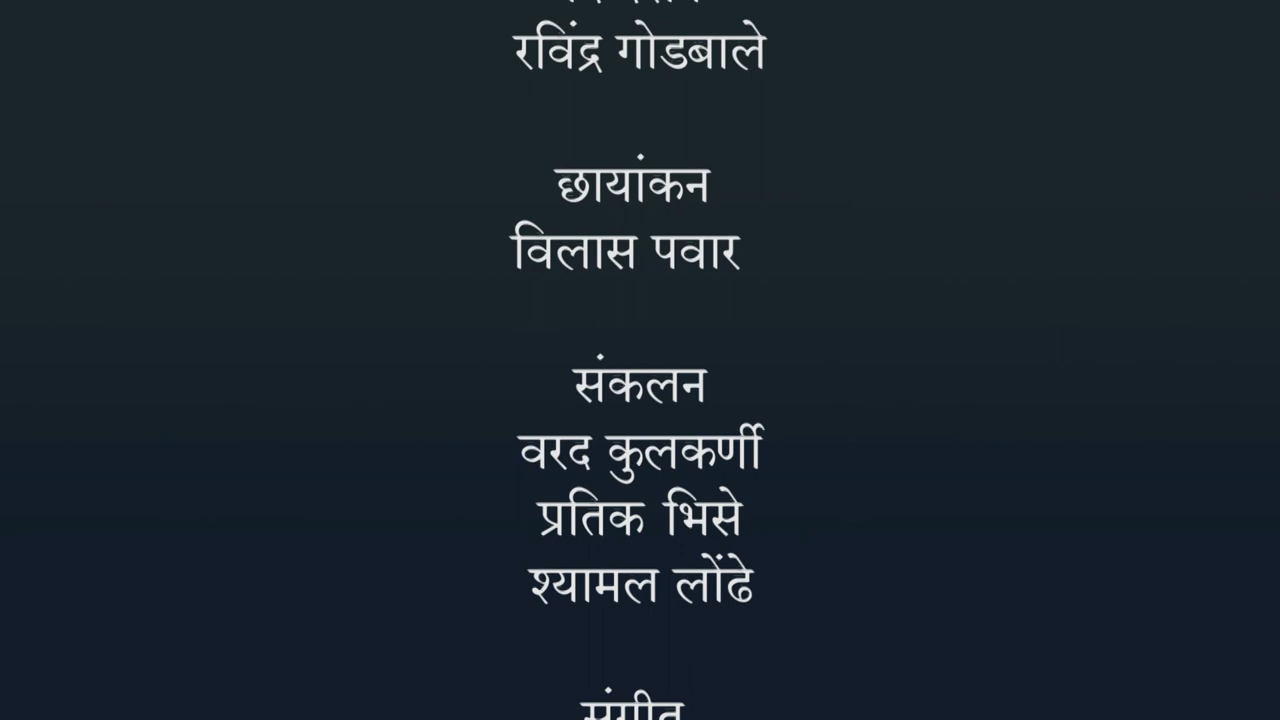 रविंद्र गोडबाले
छायांकन
विलास पवार
संकलन
वरद कुलकर्णी
प्रतिक भिसे
श्यामल लोंढे
संगीत